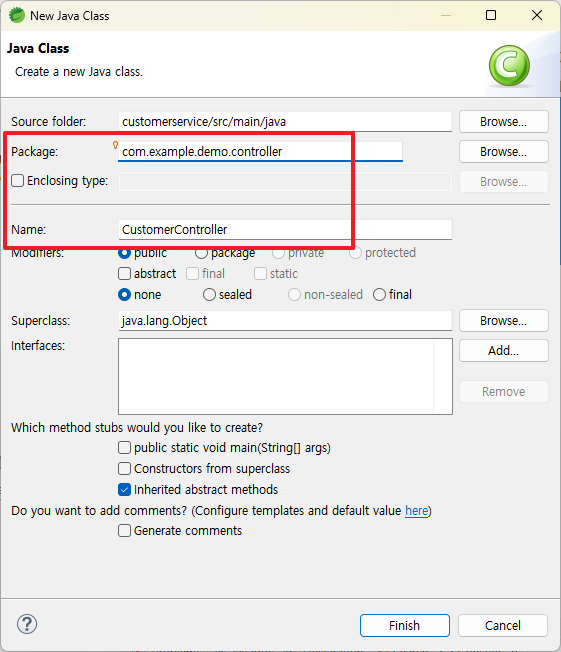 New Java Class
Java Class
Create a new Java class.
C
Source folder: customerservice/src/main/java Browse...
Package: com.example.demo.controller Browse...
Enclosing type: Browse...
Name: CustomerController
Modifiers: public package private protected
abstract final static
none sealed non-sealed final
Superclass: java.lang.Object Browse...
Interfaces: Add...
Remove
Which method stubs would you like to create?
public static void main(String[] args)
Constructors from superclass
Inherited abstract methods
Do you want to add comments? (Configure templates and default value here)
Generate comments
? Finish Cancel